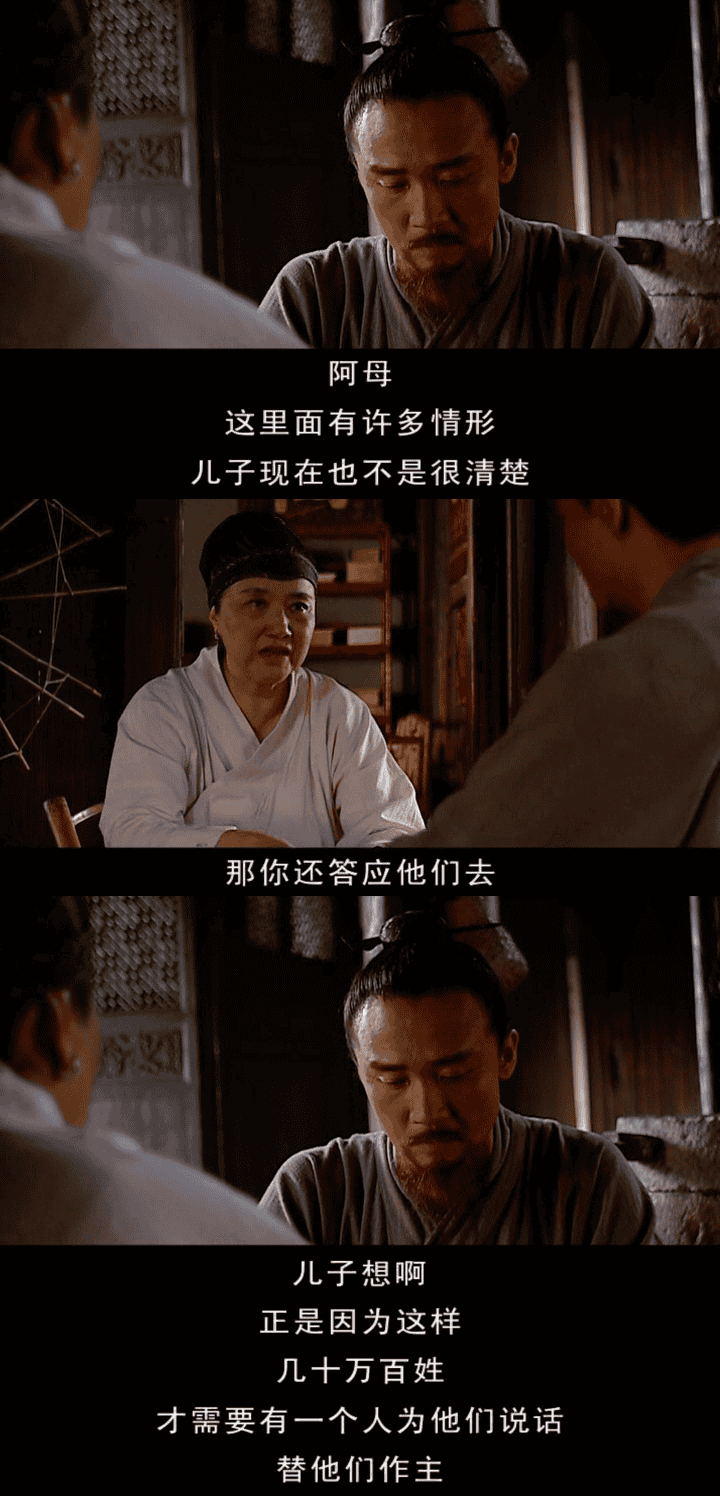 阿母
这里面有许多情形
儿子现在也不是很清楚
那你还答应他们去
儿子想啊
正是因为这样
几十万百姓
才需要有一个人为他们说话
替他们作主